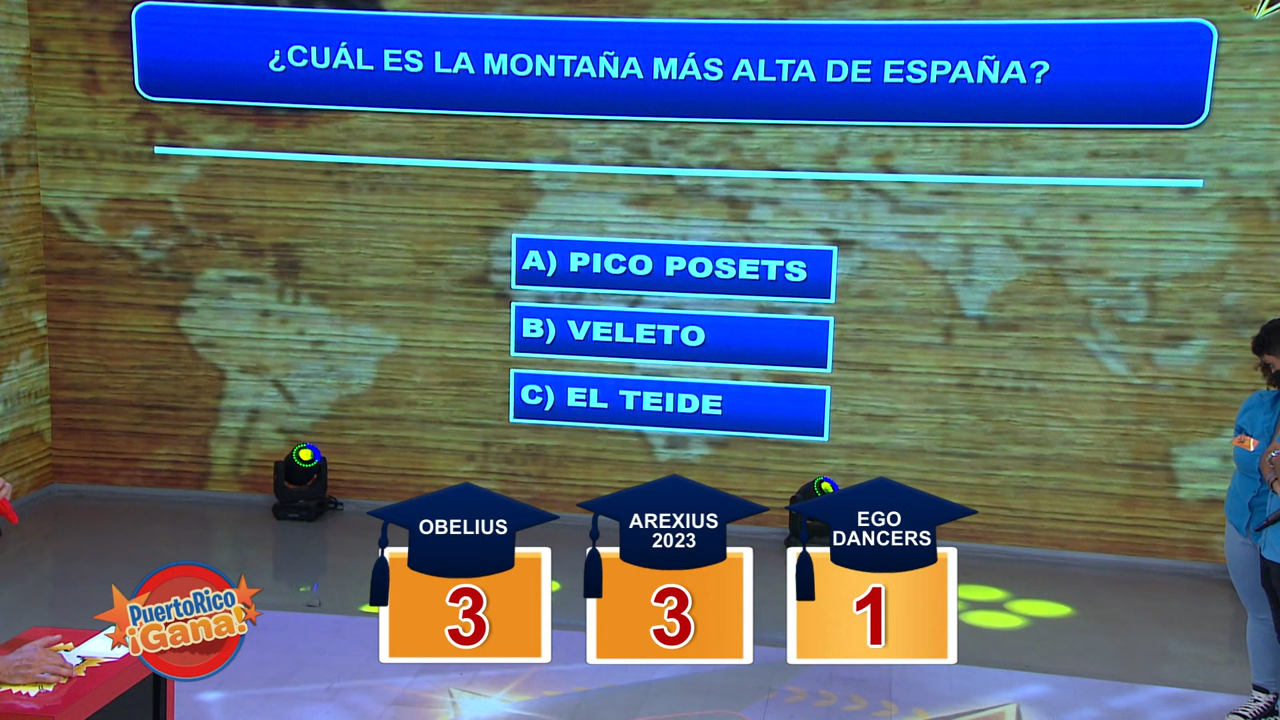 ¿CUÁL ES LA MONTAÑA MÁS ALTA DE ESPAÑA?
A) PICO POSETS
B) VELETO
C) EL TEIDE
OBELIUS
3
AREXIUS
2023
3
EGO
DANCERS
1
PuertoRico
¡Gana!